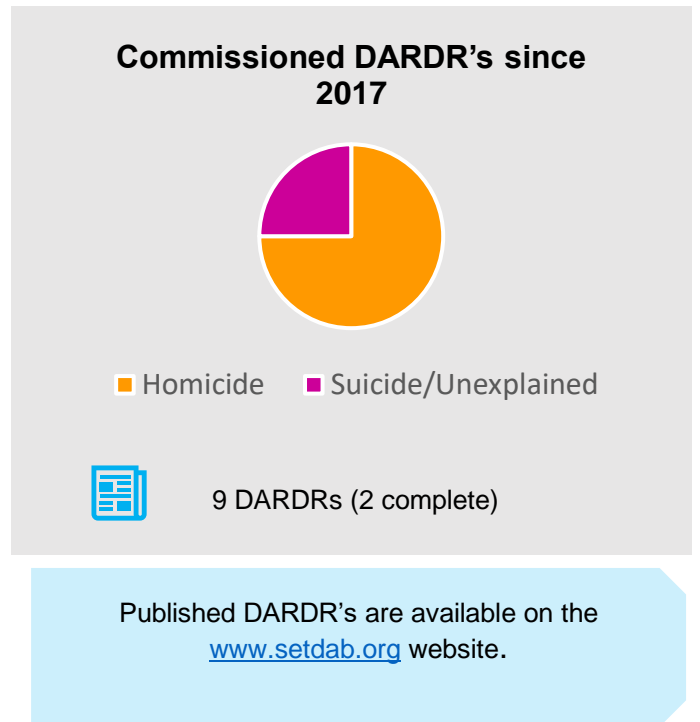 Commissioned DARDR's since
2017
Homicide
Suicide/Unexplained
9 DARDRs (2 complete)
Published DARDR's are available on the
www.setdab.org website.